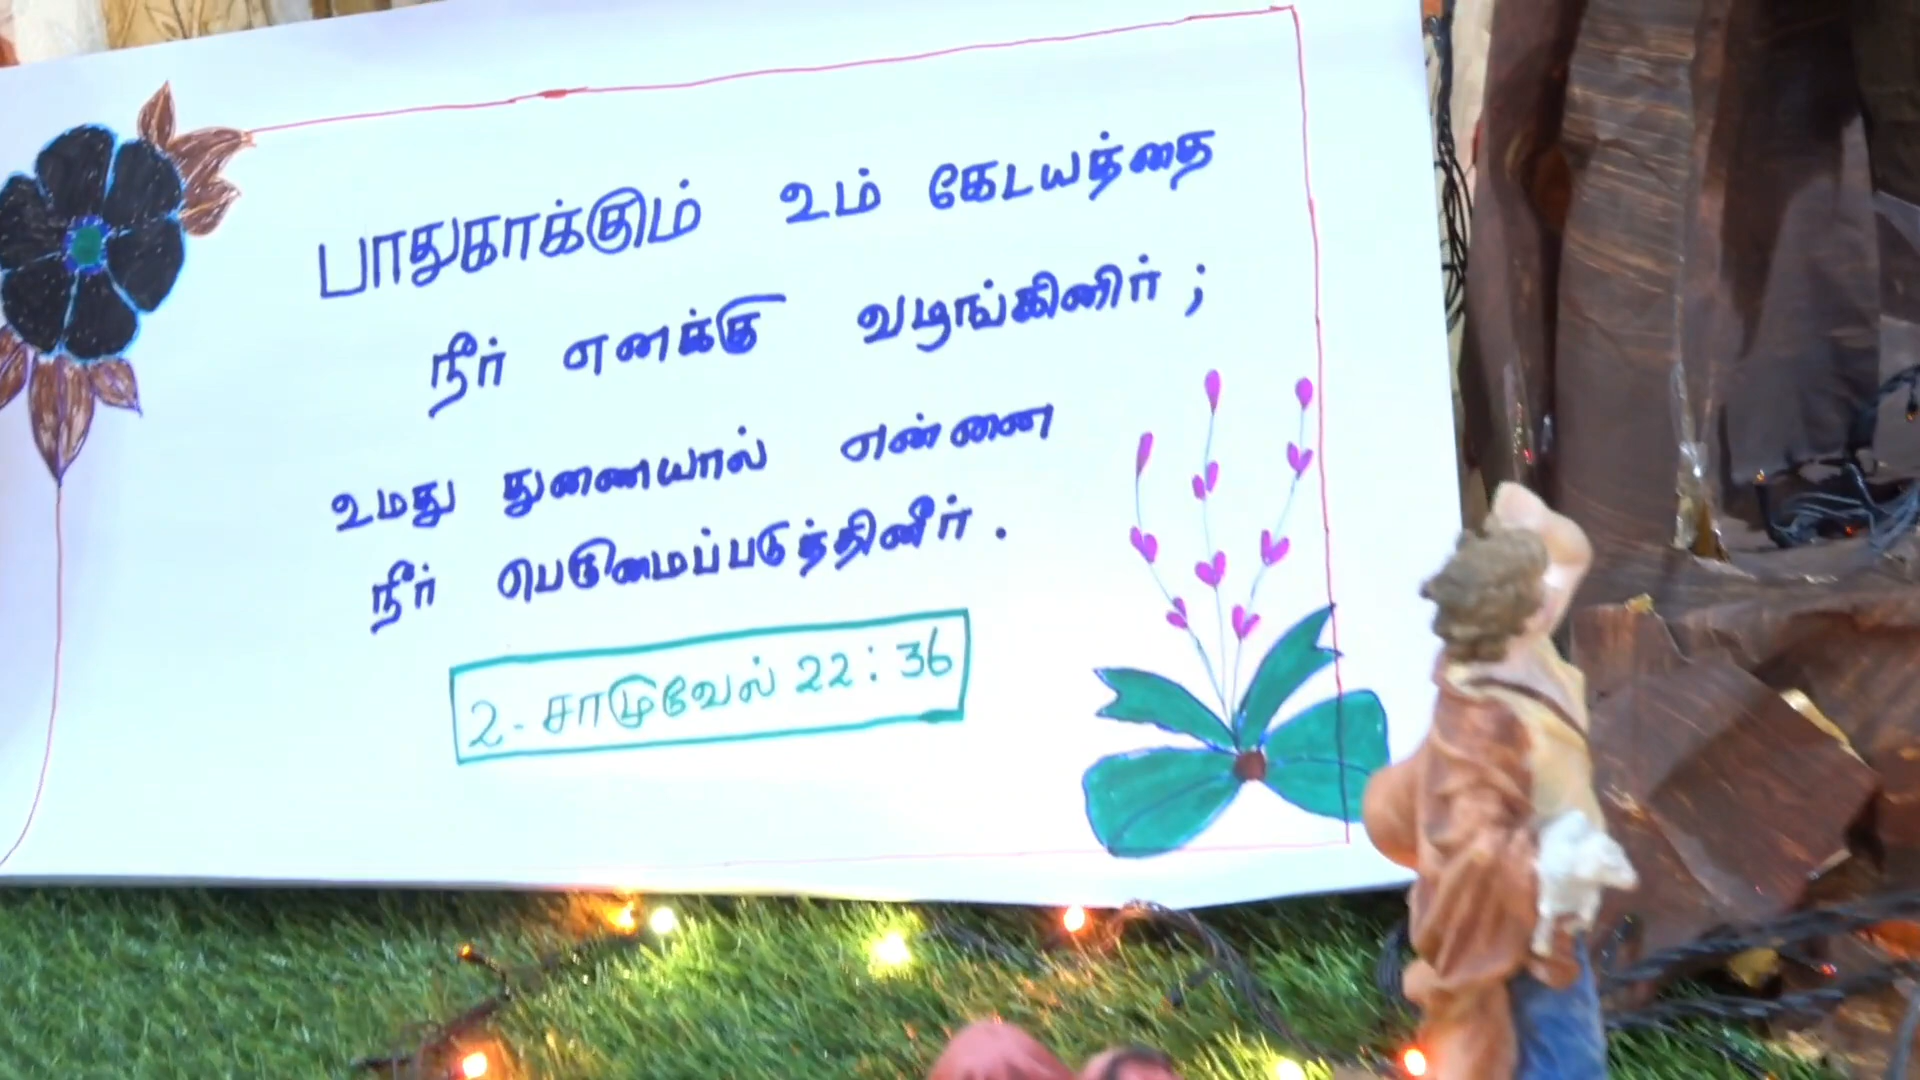 பாதுகாக்கும் உம் கேடயத்தை
நீர் எனக்கு வழங்கினிர் ;
உமது துணையால் என்னை
நீர் பெருமைப்படுத்தினீர் .
2 - சாமுவேல் 22 : 36